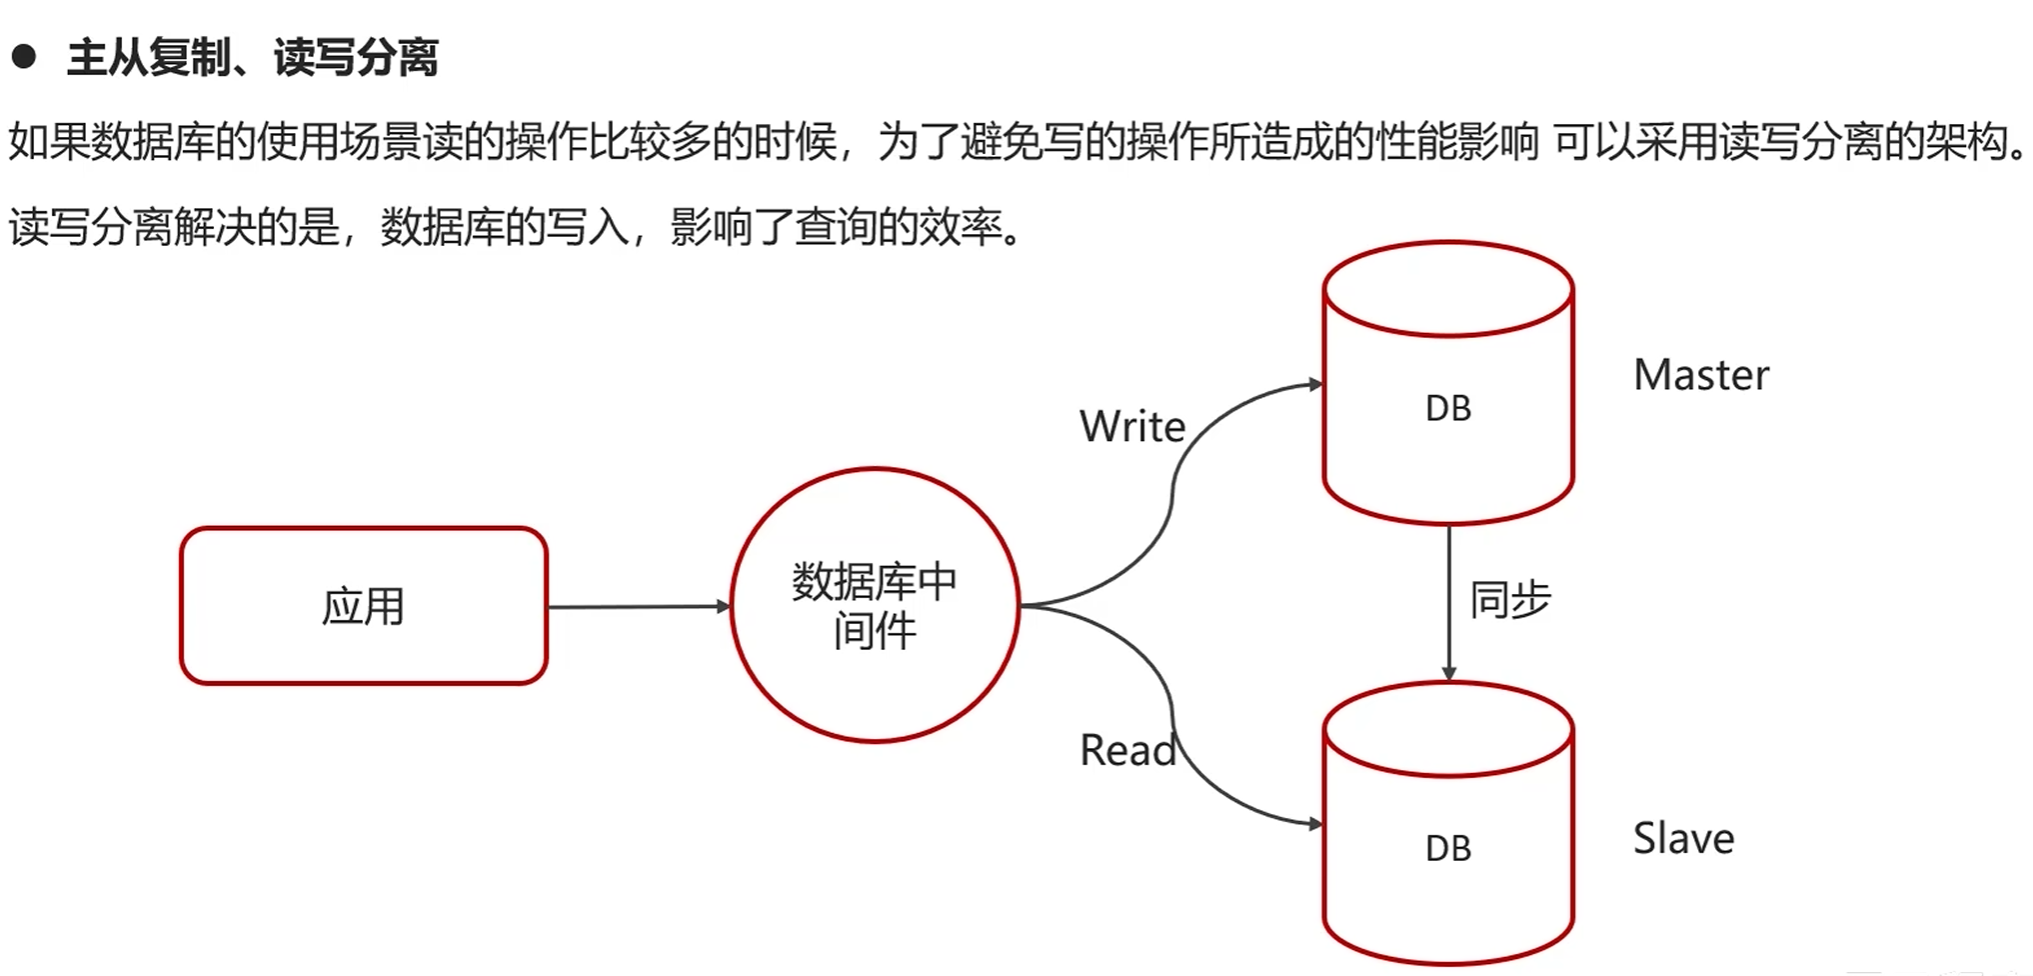 ● 主从复制、读写分离
如果数据库的使用场景读的操作比较多的时候，为了避免写的操作所造成的性能影响 可以采用读写分离的架构。
读写分离解决的是，数据库的写入，影响了查询的效率。
Master
DB
Write
应用
数据库中
间件
同步
Read
DB
Slave